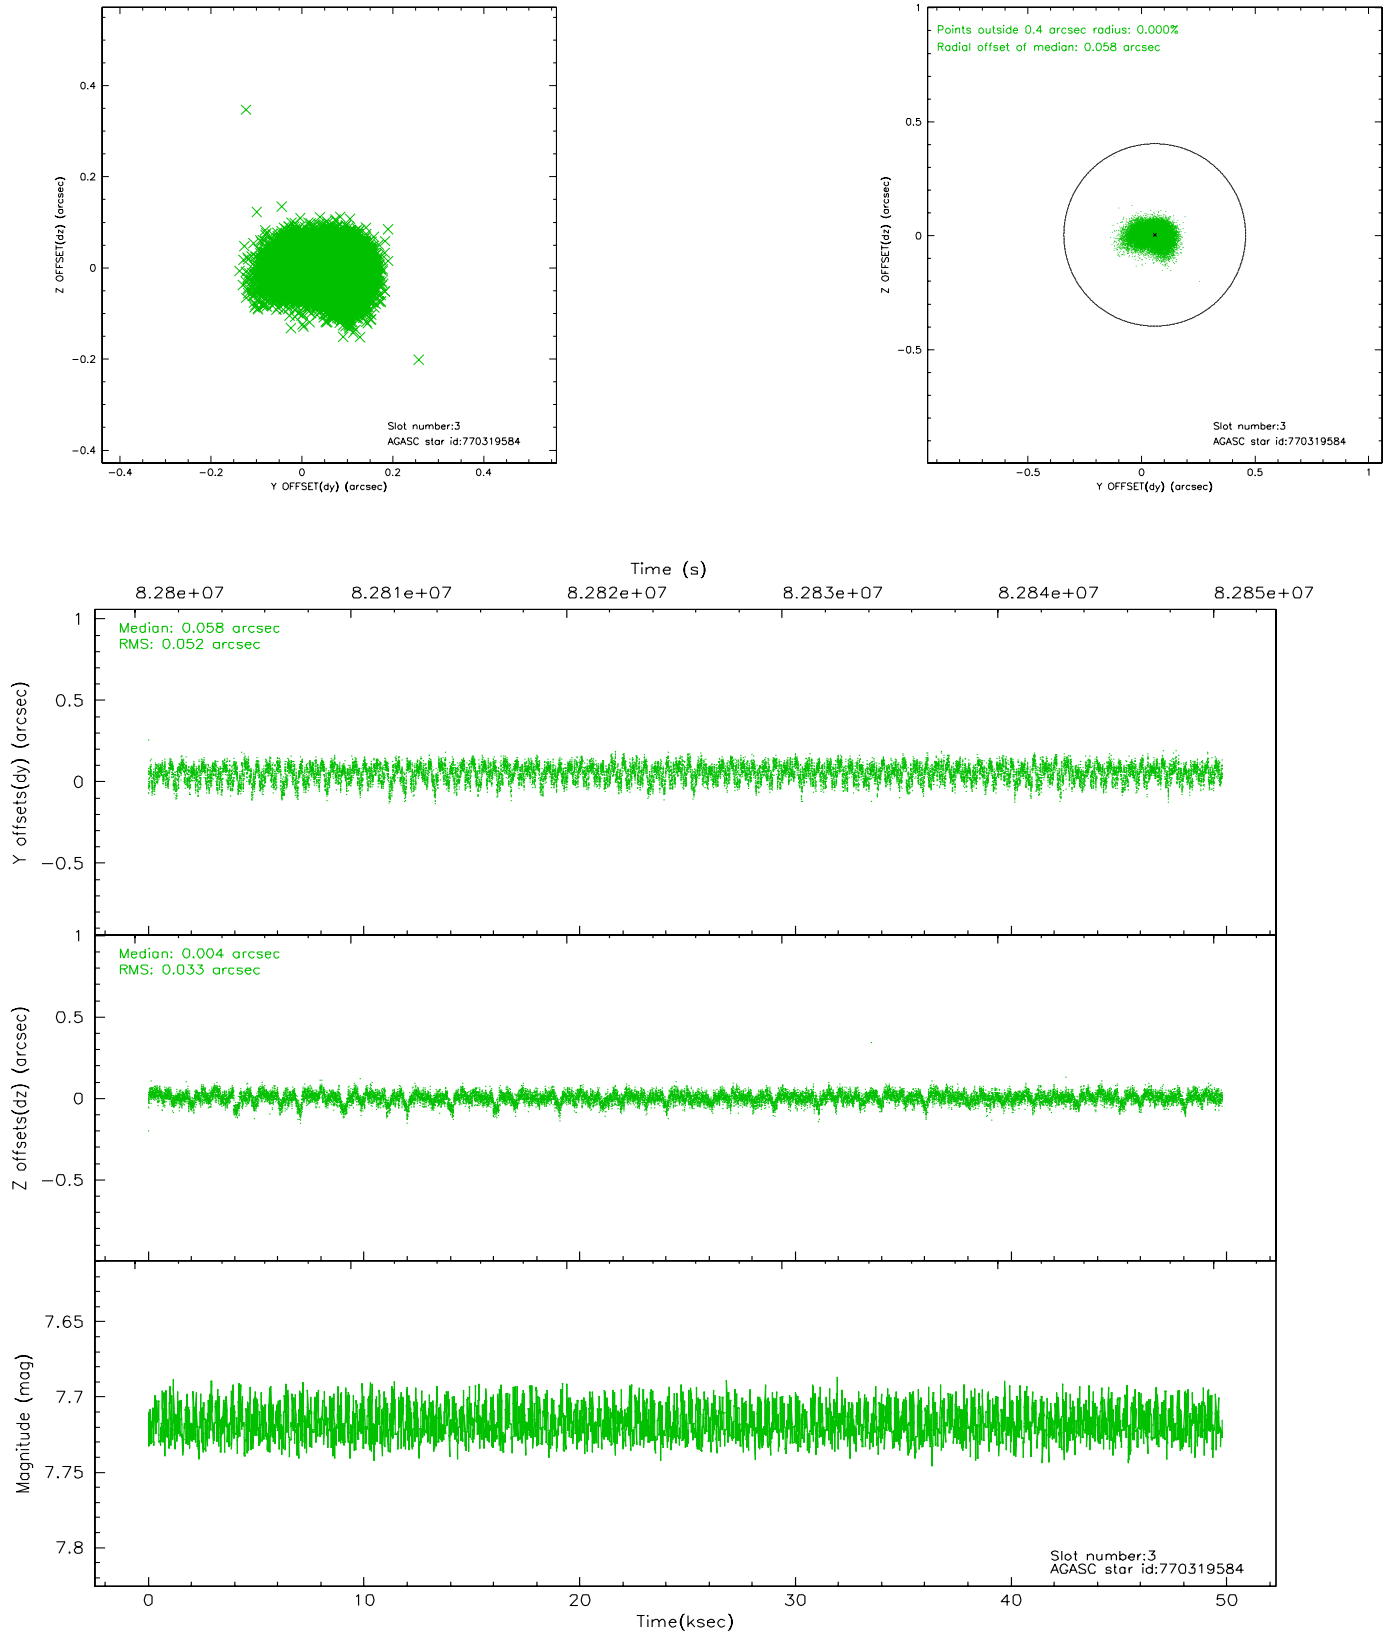 0.4
0.2
0
−0.2
−0.4
Z OFFSET(dz) (arcsec)
−0.4 −0.2 0 0.2 0.4
Y OFFSET(dy) (arcsec)
Slot number:3
AGASC star id:770319584
Points outside 0.4 arcsec radius: 0.000%
Radial offset of median: 0.058 arcsec
1
0.5
0
−0.5
Z OFFSET(dz) (arcsec)
−0.5 0 0.5 1
Y OFFSET(dy) (arcsec)
Slot number:3
AGASC star id:770319584
Time (s)
8.28e+07 8.281e+07 8.282e+07 8.283e+07 8.284e+07 8.285e+07
Median: 0.058 arcsec
RMS: 0.052 arcsec
1
0.5
0
−0.5
Y offsets(dy) (arcsec)
Median: 0.004 arcsec
RMS: 0.033 arcsec
1
0.5
0
−0.5
Z offsets(dz) (arcsec)
7.65
7.7
7.75
7.8
Magnitude (mag)
Slot number:3
AGASC star id:770319584
0 10 20 30 40 50
Time(ksec)